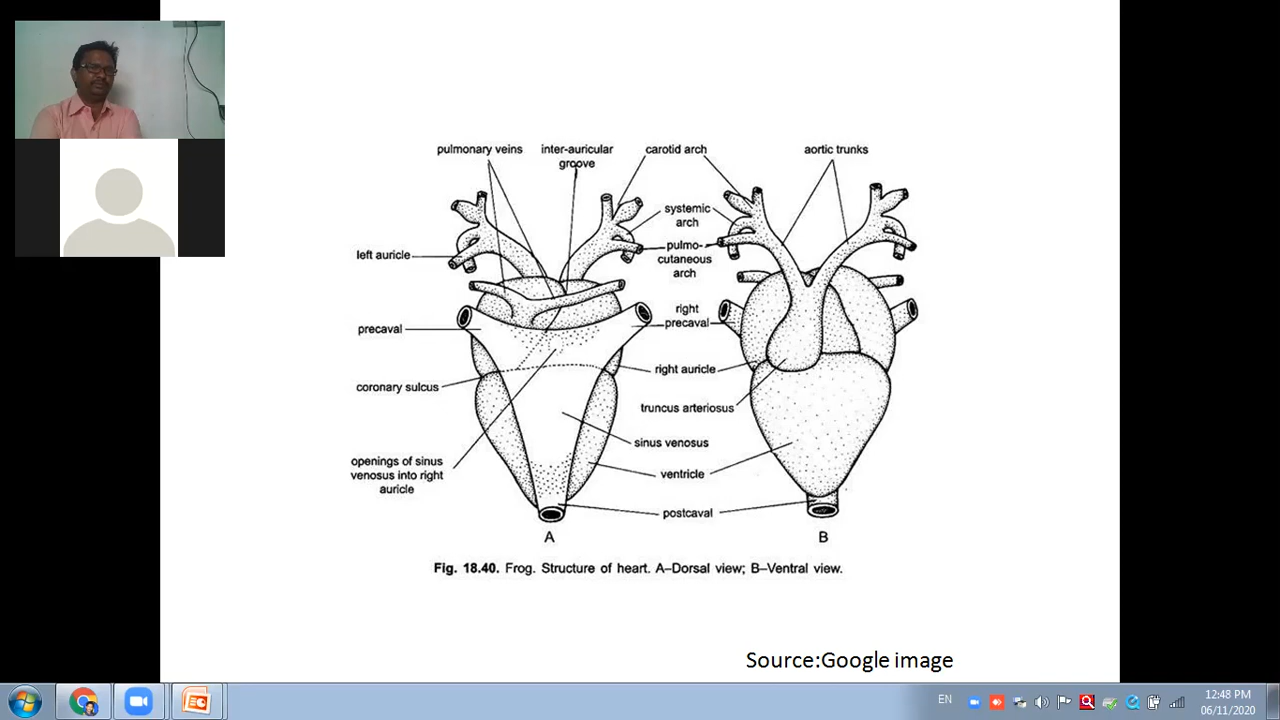 pulmonary veins
inter-auricular
groove
carotid arch
aortic trunks
systemic
arch
left auricle
pulmo-
cutaneous
arch
precaval
right
precaval
coronary sulcus
right auricle
truncus arteriosus
sinus venosus
openings of sinus
venosus into right
auricle
ventricle
postcaval
A
B
Fig. 18.40. Frog. Structure of heart. A–Dorsal view; B–Ventral view.
Source:Google image
EN
12:48 PM
06/11/2020